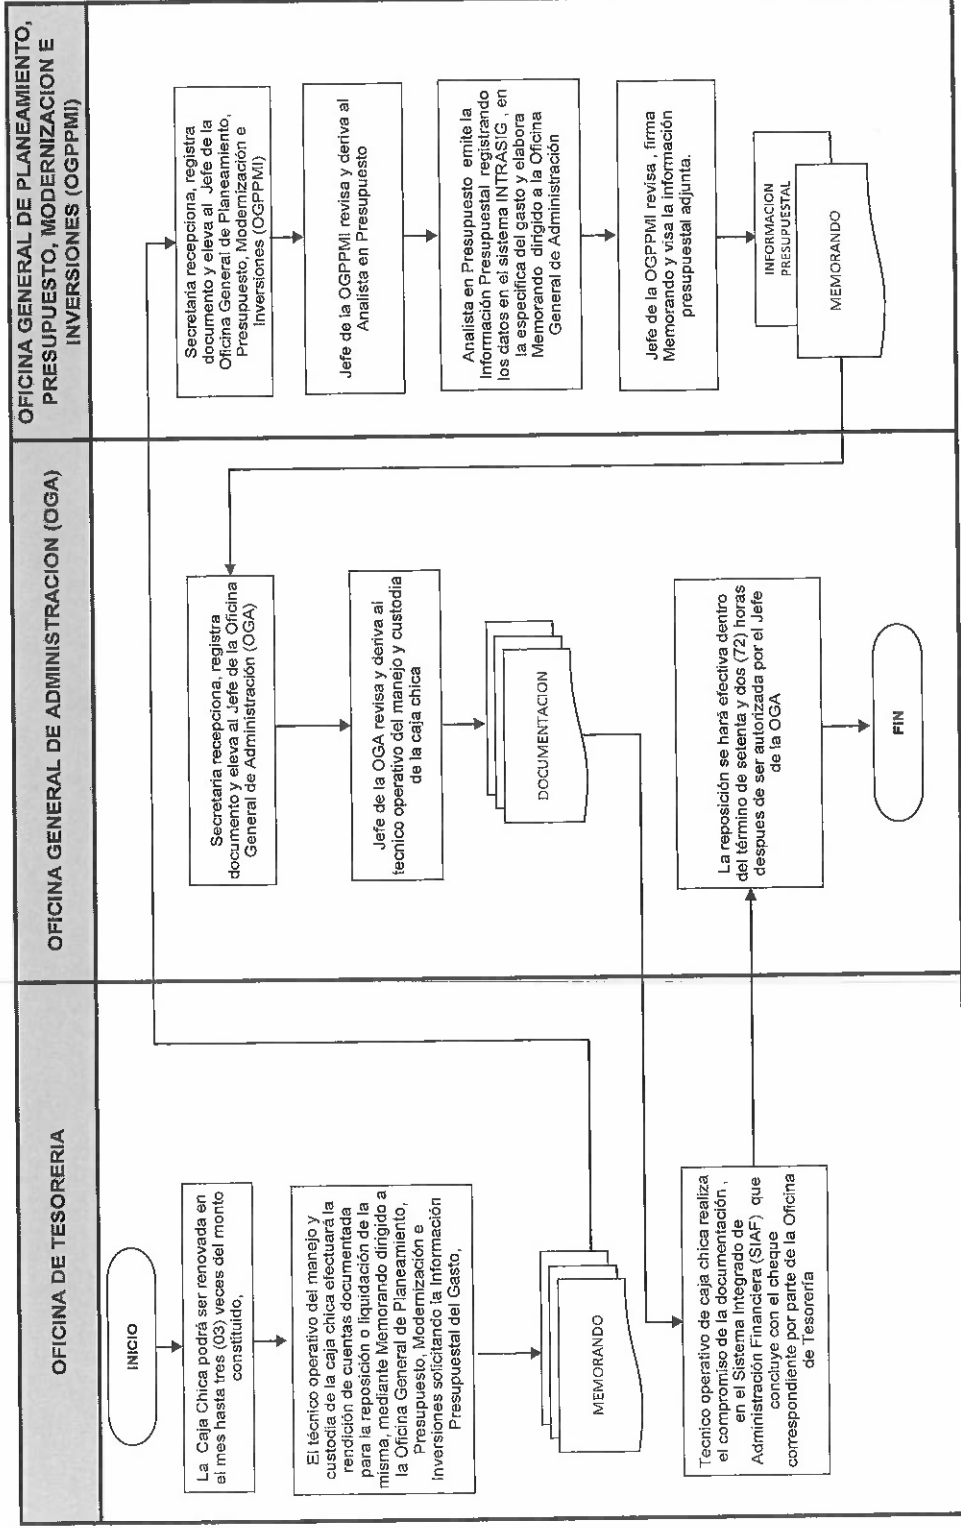 OFICINA DE TESORERIA
INICIO
La Caja Chica podrá ser renovada en
el mes hasta tres (03) veces del monto
constituido,
El técnico operativo del manejo y
custodia de la caja chica efectuará la
rendición de cuentas documentada
para la reposición o liquidación de la
misma, mediante Memorando dirigido a
la Oficina General de Planeamiento,
Presupuesto, Modernización e
Inversiones solicitando la Información
Presupuestal del Gasto,
MEMORANDO
Tecnico operativo de caja chica realiza
el compromiso de la documentación ,
en el Sistema Integrado de
Administración Financiera (SIAF) que
concluye con el cheque
correspondiente por parte de la Oficina
de Tesorería
OFICINA GENERAL DE ADMINISTRACION (OGA)
Secretaria recepciona, registra
documento y eleva al Jefe de la Oficina
General de Administración (OGA)
Jefe de la OGA revisa y deriva al
tecnico operativo del manejo y custodia
de la caja chica
DOCUMENTACION
La reposición se hará efectiva dentro
del término de setenta y dos (72) horas
despues de ser autorizada por el Jefe
de la OGA
FIN
OFICINA GENERAL DE PLANEAMIENTO,
PRESUPUESTO, MODERNIZACION E
INVERSIONES (OGPPMI)
Secretaria recepciona, registra
documento y eleva al Jefe de la
Oficina General de Planeamiento,
Presupuesto, Modernización e
Inversiones (OGPPMI)
Jefe de la OGPPMI revisa y deriva al
Analista en Presupuesto
Analista en Presupuesto emite la
Información Presupuestal registrando
los datos en el sistema INTRASIG , en
la especifica del gasto y elabora
Memorando dirigido a la Oficina
General de Administración
Jefe de la OGPPMI revisa , firma
Memorando y visa la información
presupuestal adjunta.
INFORMACION
PRESUPUESTAL
MEMORANDO